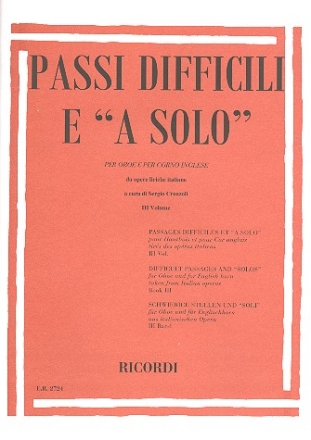 PASSI DIFFICILI
E “A SOLO”
PER OBOE E PER CORNO INGLESE
da opere liriche italiane
a cura di Sergio Crozzoli
III Volume
PASSAGES DIFFICILES ET “A SOLO”
pour Hautbois et pour Cor anglais
tirés des opéras italiens
III Vol.
DIFFICULT PASSAGES AND “SOLOS”
for Oboe and for English horn
taken from Italian operas
Book III
SCHWIERIGE STELLEN UND “SOLI”
für Oboe und für Englischhorn
aus italienischen Opern
III Band
RICORDI
E.R. 2724